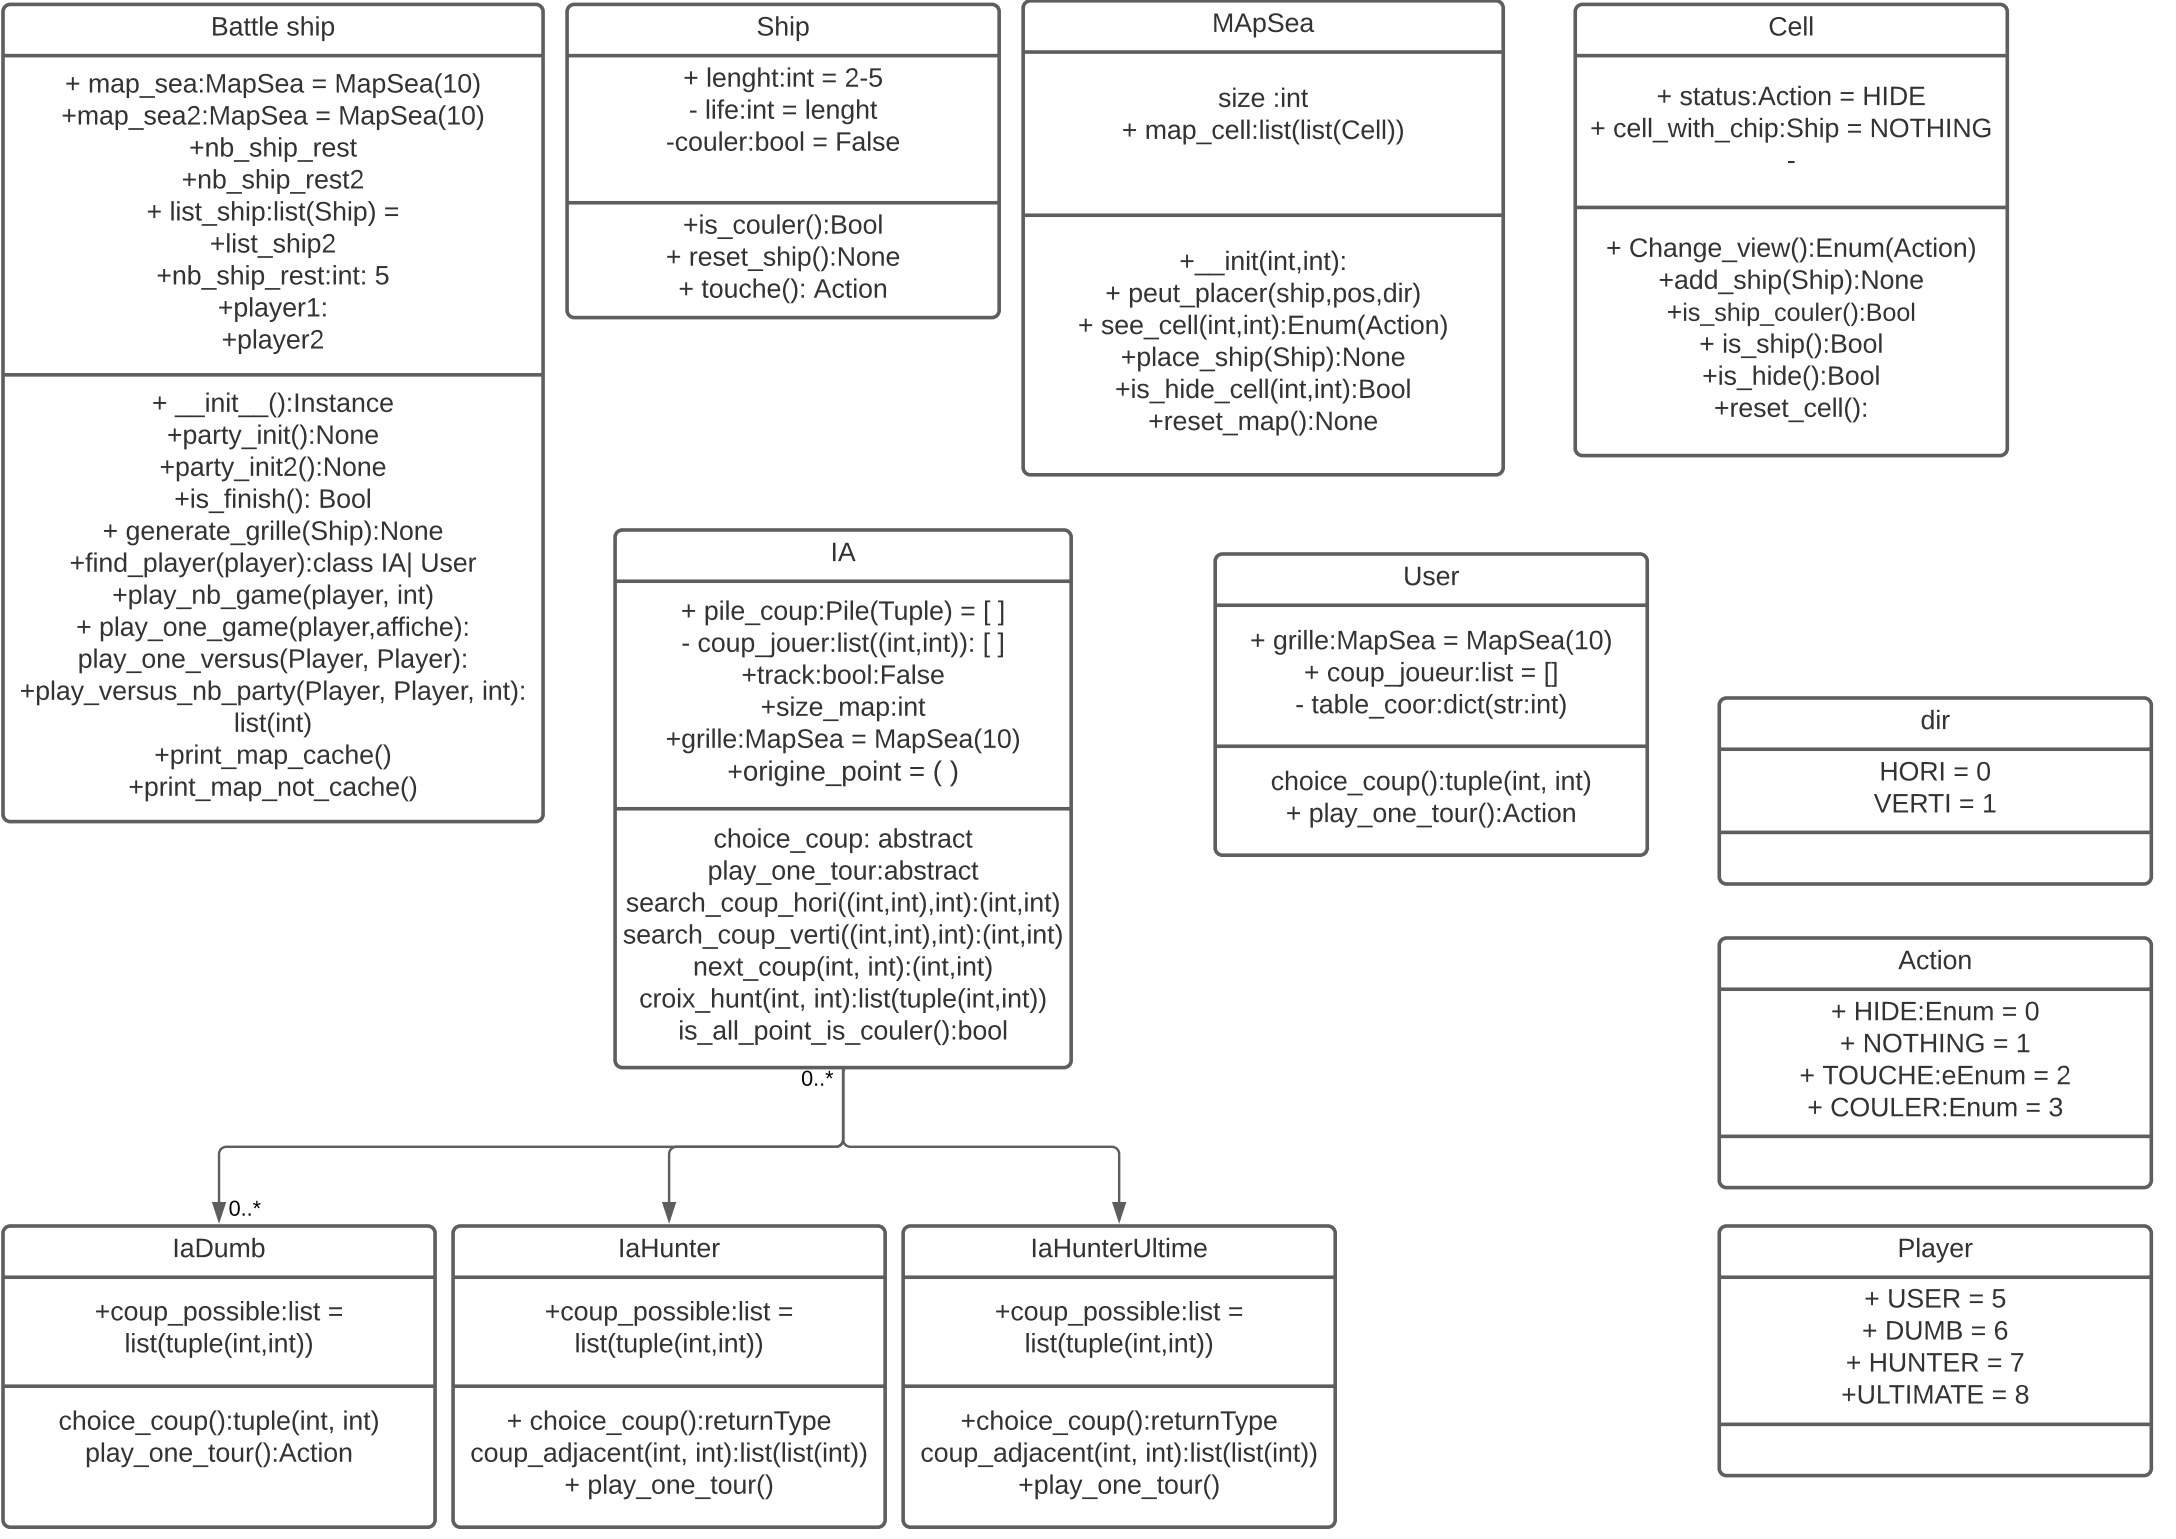 Battle ship
+ map_sea:MapSea = MapSea(10)
+map_sea2:MapSea = MapSea(10)
+nb_ship_rest
+nb_ship_rest2
+ list_ship:list(Ship) =
+list_ship2
+nb_ship_rest:int: 5
+player1:
+player2
+ __init__():Instance
+party_init():None
+party_init2():None
+is_finish(): Bool
+ generate_grille(Ship):None
+find_player(player):class IA| User
+play_nb_game(player, int)
+ play_one_game(player,affiche):
play_one_versus(Player, Player):
+play_versus_nb_party(Player, Player, int):
list(int)
+print_map_cache()
+print_map_not_cache()
Ship
+ lenght:int = 2-5
- life:int = lenght
-couler:bool = False
+is_couler():Bool
+ reset_ship():None
+ touche(): Action
MApSea
size :int
+ map_cell:list(list(Cell))
+__init(int,int):
+ peut_placer(ship,pos,dir)
+ see_cell(int,int):Enum(Action)
+place_ship(Ship):None
+is_hide_cell(int,int):Bool
+reset_map():None
Cell
+ status:Action = HIDE
+ cell_with_chip:Ship = NOTHING
-
+ Change_view():Enum(Action)
+add_ship(Ship):None
+is_ship_couler():Bool
+ is_ship():Bool
+is_hide():Bool
+reset_cell():
IA
+ pile_coup:Pile(Tuple) = [ ]
- coup_jouer:list((int,int)): [ ]
+track:bool:False
+size_map:int
+grille:MapSea = MapSea(10)
+origine_point = ( )
choice_coup: abstract
play_one_tour:abstract
search_coup_hori((int,int),int):(int,int)
search_coup_verti((int,int),int):(int,int)
next_coup(int, int):(int,int)
croix_hunt(int, int):list(tuple(int,int))
is_all_point_is_couler():bool
0..*
0..*
User
+ grille:MapSea = MapSea(10)
+ coup_joueur:list = []
- table_coor:dict(str:int)
choice_coup():tuple(int, int)
+ play_one_tour():Action
dir
HORI = 0
VERTI = 1
Action
+ HIDE:Enum = 0
+ NOTHING = 1
+ TOUCHE:eEnum = 2
+ COULER:Enum = 3
IaDumb
+coup_possible:list =
list(tuple(int,int))
choice_coup():tuple(int, int)
play_one_tour():Action
IaHunter
+coup_possible:list =
list(tuple(int,int))
+ choice_coup():returnType
coup_adjacent(int, int):list(list(int))
+ play_one_tour()
IaHunterUltime
+coup_possible:list =
list(tuple(int,int))
+choice_coup():returnType
coup_adjacent(int, int):list(list(int))
+play_one_tour()
Player
+ USER = 5
+ DUMB = 6
+ HUNTER = 7
+ULTIMATE = 8